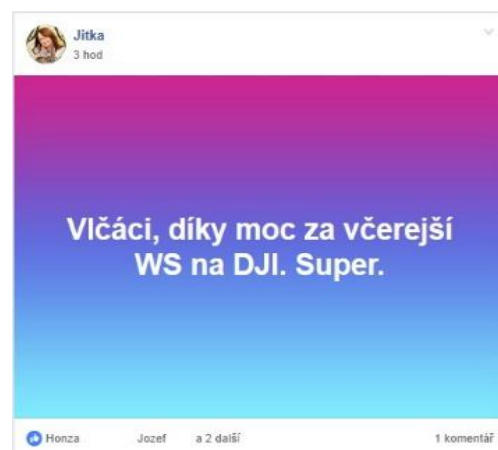 Jitka
3 hod
Vlčáci, díky moc za včerejší
WS na DJI. Super.
Honza Jozef a 2 další 1 komentář